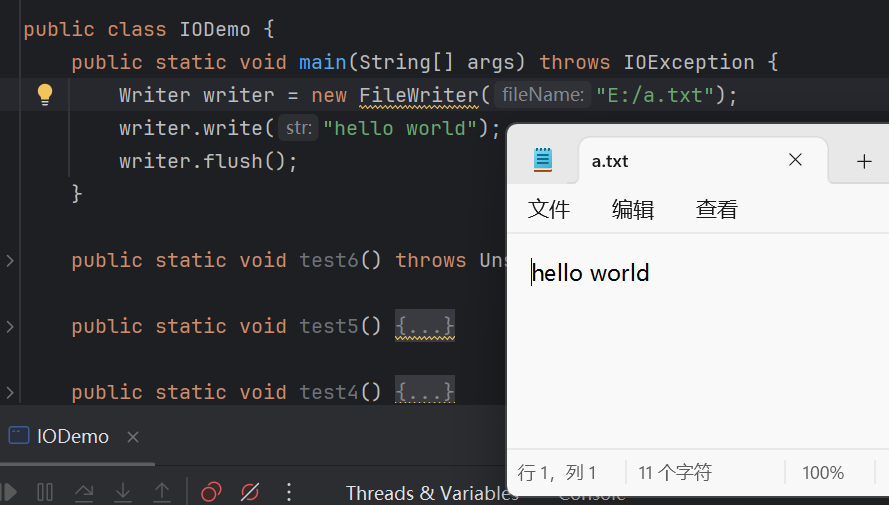 public class IODemo {
public static void main(String[] args) throws IOException {
Writer writer = new FileWriter( fileName: "E:/a.txt");
writer.write( str: "hello world");
writer.flush();
}
public static void test6() throws
public static void test5() {...}
public static void test4() {...}
IODemo
Threads & Variables
a.txt
文件 编辑 查看
hello world
行 1，列 1 11 个字符 100%